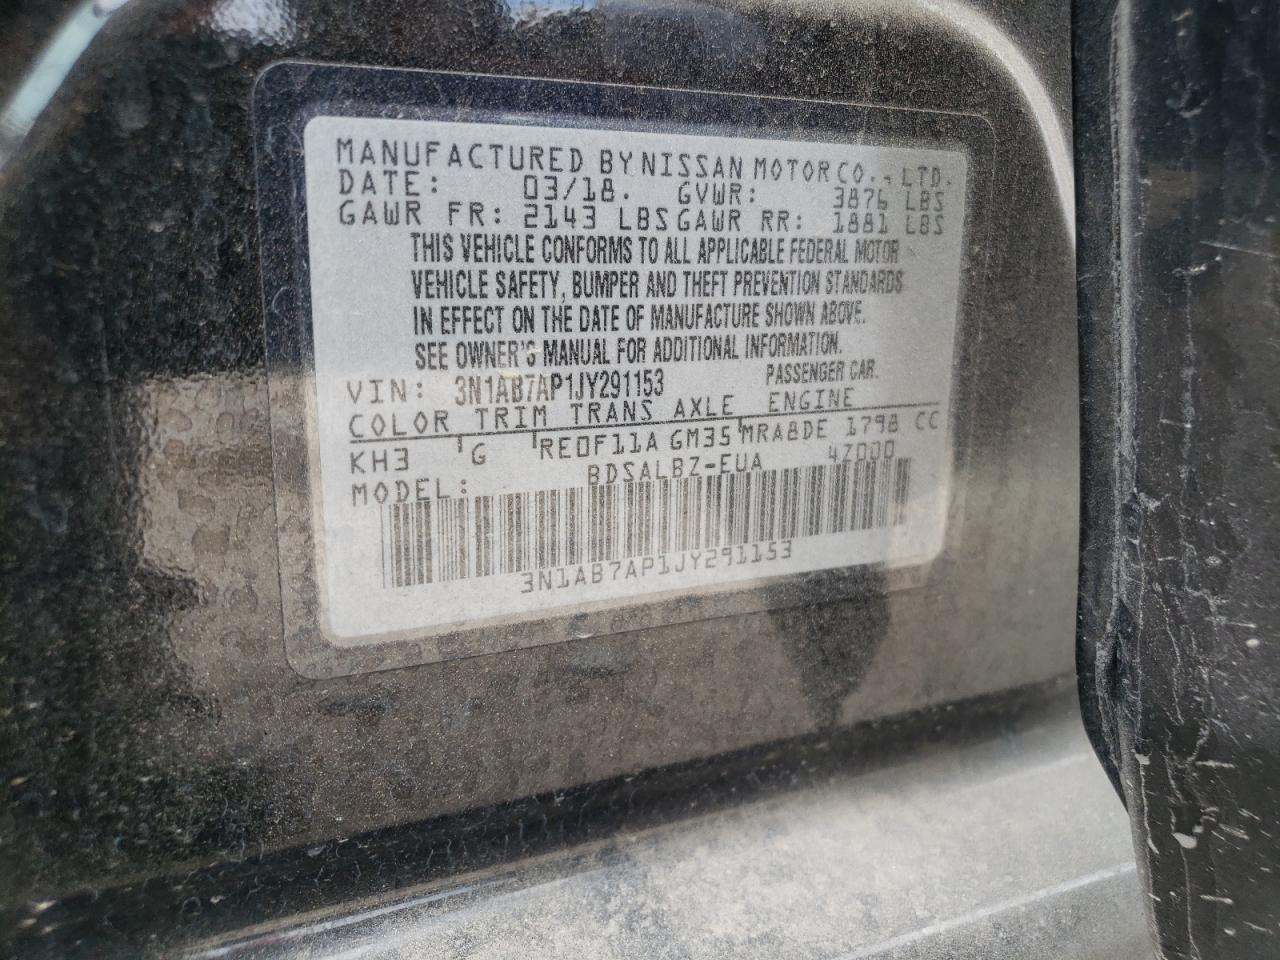 MANUFACTURED BY NISSAN MOTOR CO., LTD.
DATE: 03/18. GVWR: 3876 LBS
GAWR FR: 2143 LBS GAWR RR: 1881 LBS
THIS VEHICLE CONFORMS TO ALL APPLICABLE FEDERAL MOTOR
VEHICLE SAFETY, BUMPER AND THEFT PREVENTION STANDARDS
IN EFFECT ON THE DATE OF MANUFACTURE SHOWN ABOVE.
SEE OWNER'S MANUAL FOR ADDITIONAL INFORMATION.
VIN: 3N1AB7AP1JY291153 PASSENGER CAR.
COLOR TRIM TRANS AXLE ENGINE
KH3 G RE0F11A GM35 MRA8DE 1798 CC
MODEL: BDSALBZ-EUA 4Z000
3N1AB7AP1JY291153